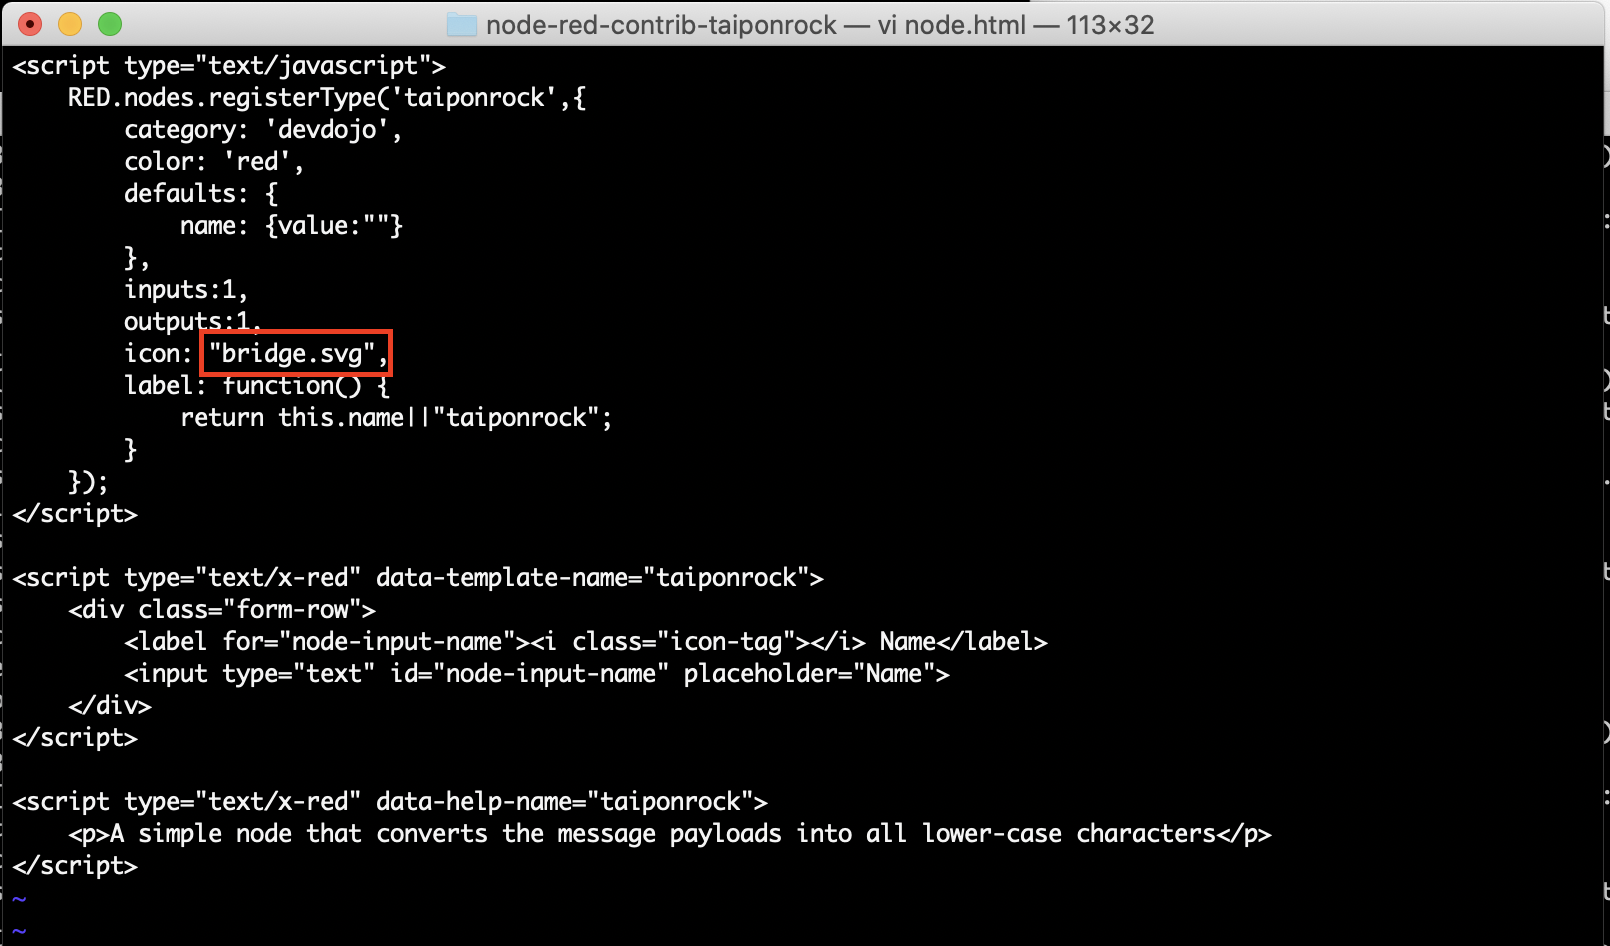 node-red-contrib-taiponrock — vi node.html — 113×32
<script type="text/javascript">
    RED.nodes.registerType('taiponrock',{
        category: 'devdojo',
        color: 'red',
        defaults: {
            name: {value:""}
        },
        inputs:1,
        outputs:1,
        icon: "bridge.svg",
        label: function() {
            return this.name||"taiponrock";
        }
    });
</script>

<script type="text/x-red" data-template-name="taiponrock">
    <div class="form-row">
        <label for="node-input-name"><i class="icon-tag"></i> Name</label>
        <input type="text" id="node-input-name" placeholder="Name">
    </div>
</script>

<script type="text/x-red" data-help-name="taiponrock">
    <p>A simple node that converts the message payloads into all lower-case characters</p>
</script>
~
~